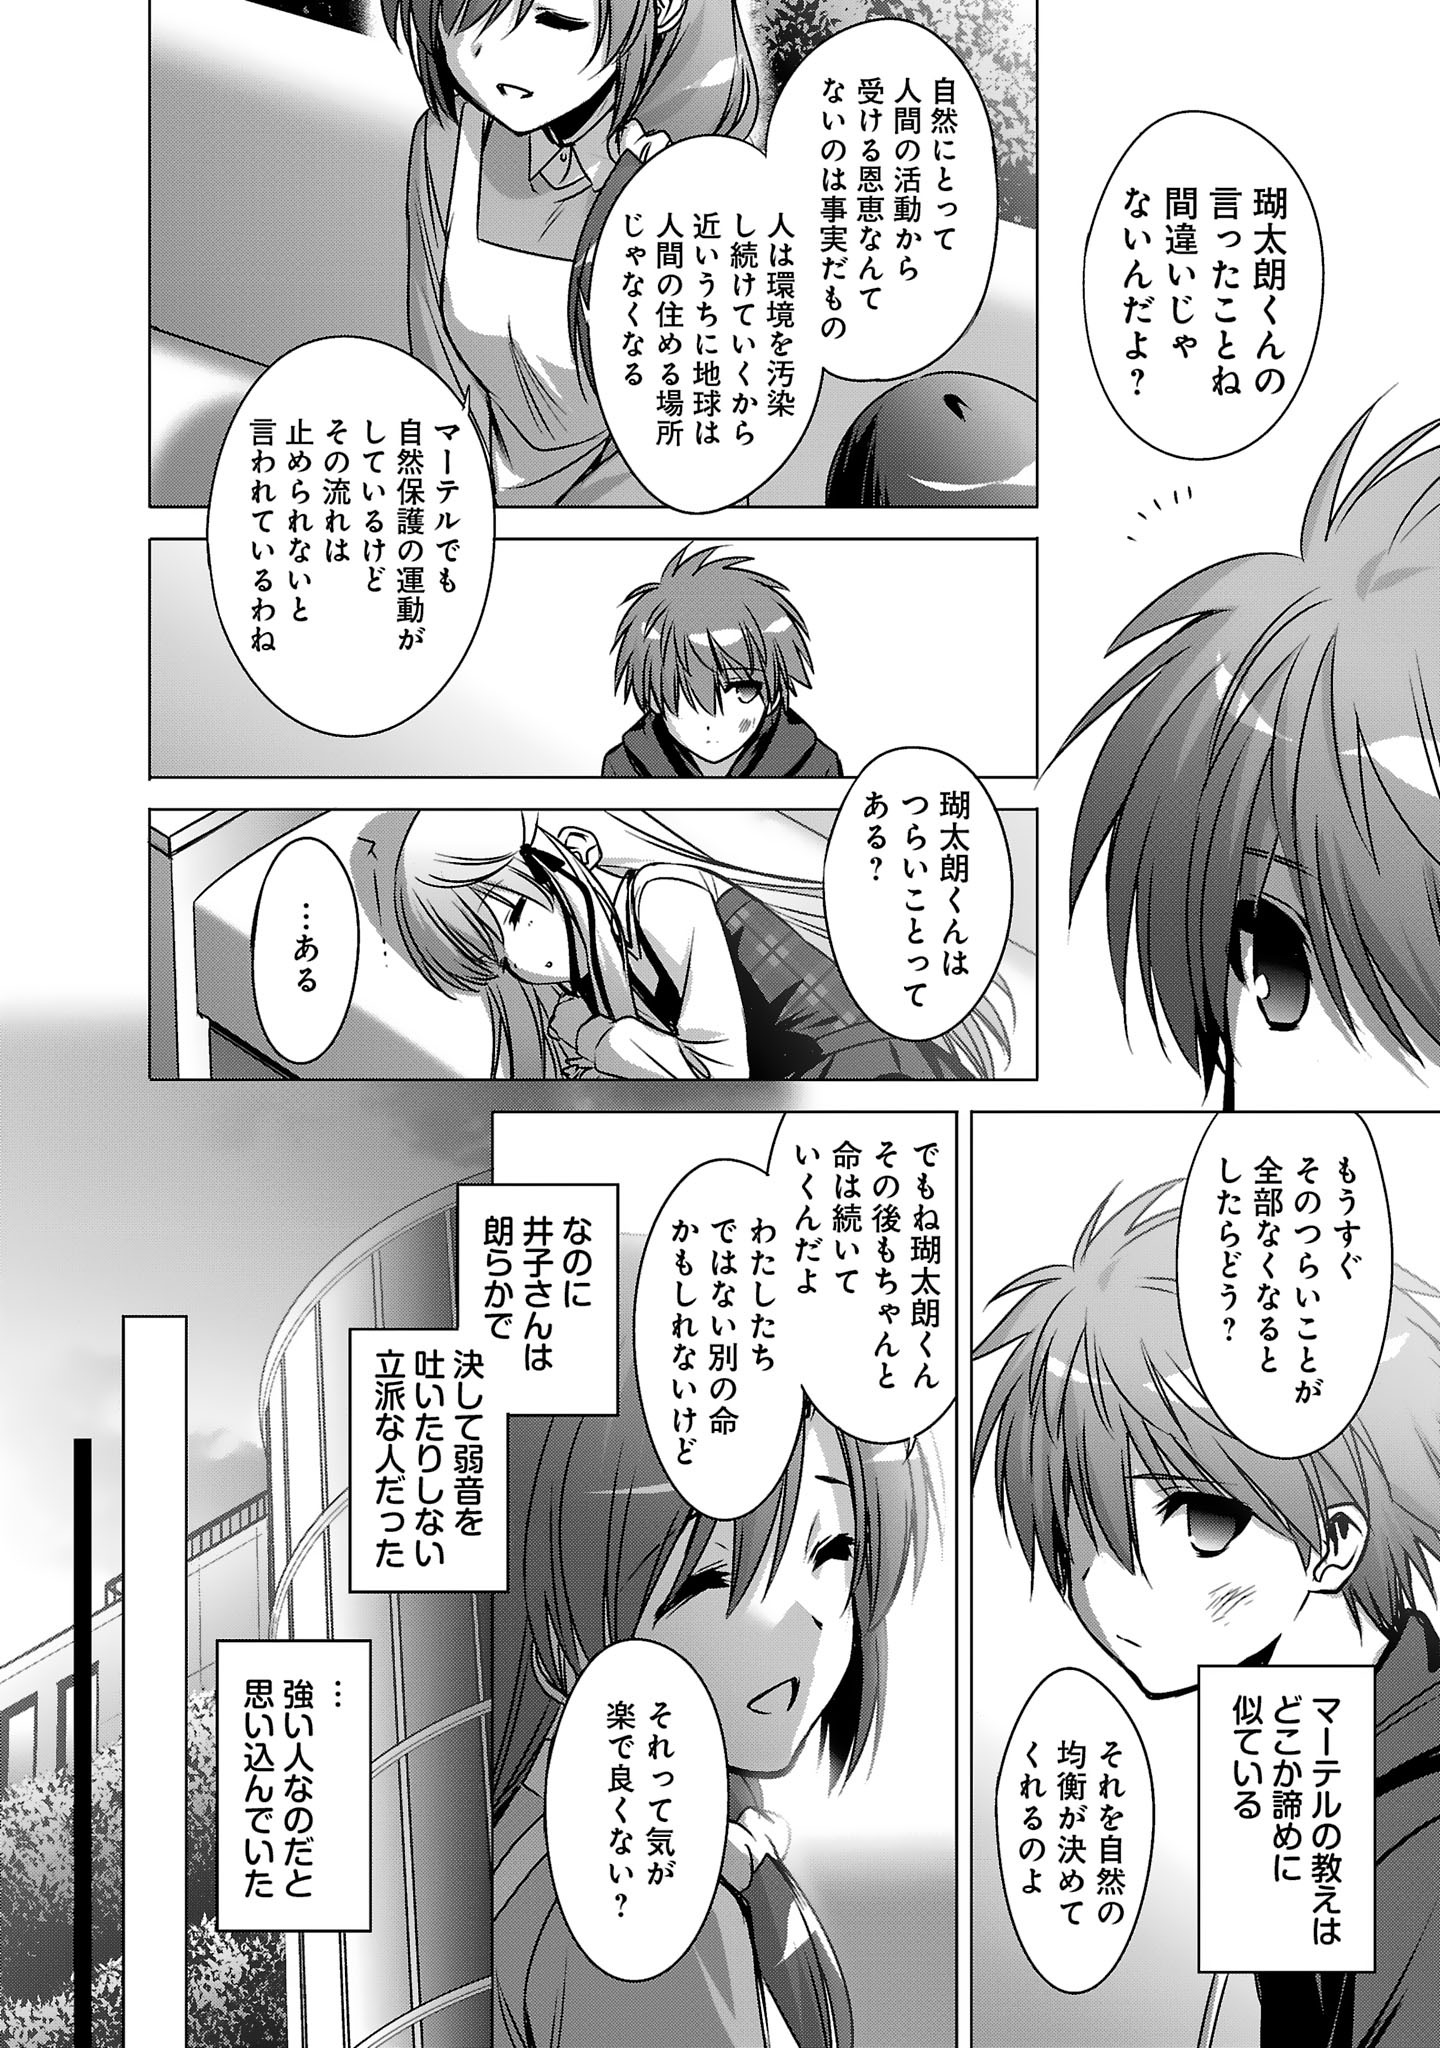 瑚太朗くんの
言ったことね
間違いじゃ
ないんだよ?
自然にとって
人間の活動から
受ける恩恵なんて
ないのは事実だもの
人は環境を汚染
し続けていくから
近いうちに地球は
人間の住める場所
じゃなくなる
マーテルでも
自然保護の運動が
しているけど
その流れは
止められないと
言われているわね
瑚太朗くんは
つらいことって
ある?
…ある
もうすぐ
そのつらいことが
全部なくなると
したらどう?
マーテルの教えは
どこか諦めに
似ている
それを自然の
均衡が決めて
くれるのよ
でもね瑚太朗くん
その後もちゃんと
命は続いて
いくんだよ
わたしたち
ではない別の命
かもしれないけど
それって気が
楽で良くない?
なのに
井子さんは
朗らかで
決して弱音を
吐いたりしない
立派な人だった
…
強い人なのだと
思い込んでいた